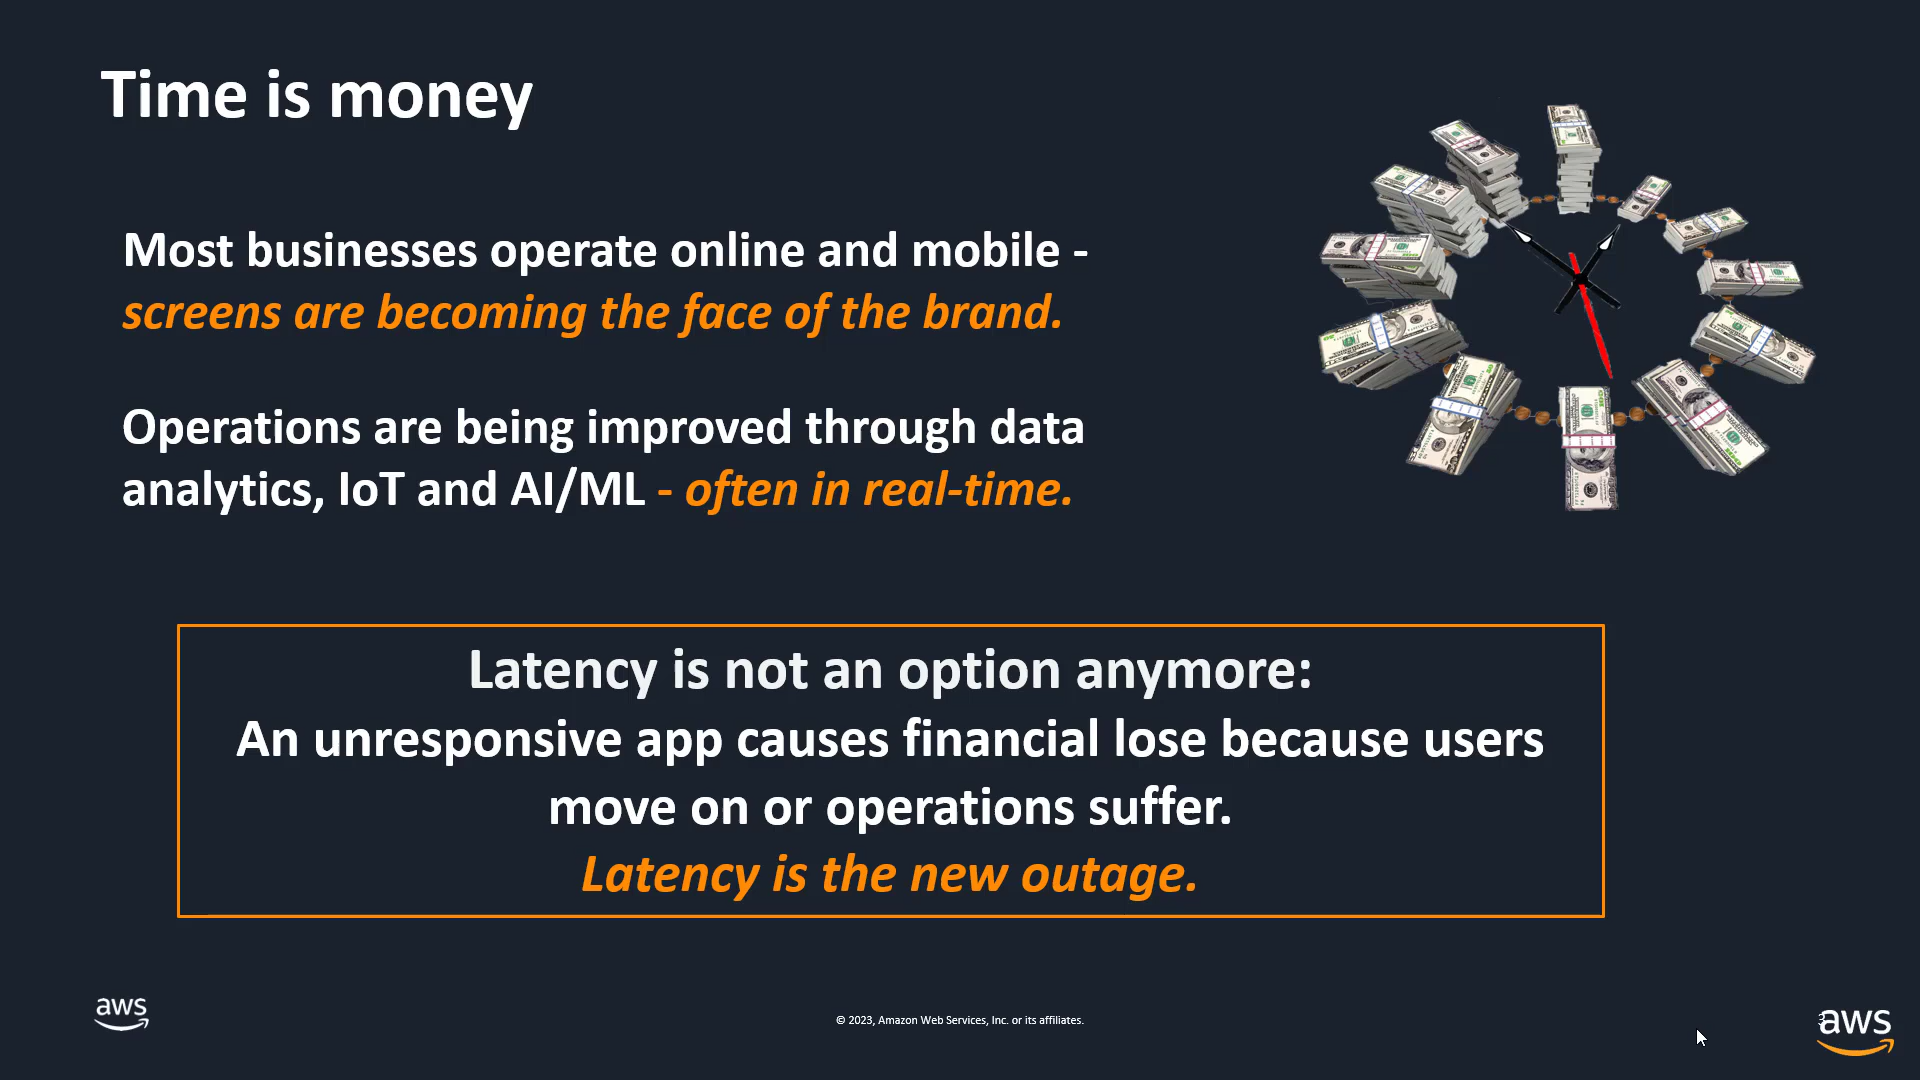 Time is money
Most businesses operate online and mobile -
screens are becoming the face of the brand.
Operations are being improved through data
analytics, IoT and AI/ML - often in real-time.
Latency is not an option anymore:
An unresponsive app causes financial lose because users
move on or operations suffer.
Latency is the new outage.
aws
© 2023, Amazon Web Services, Inc. or its affiliates.
aws